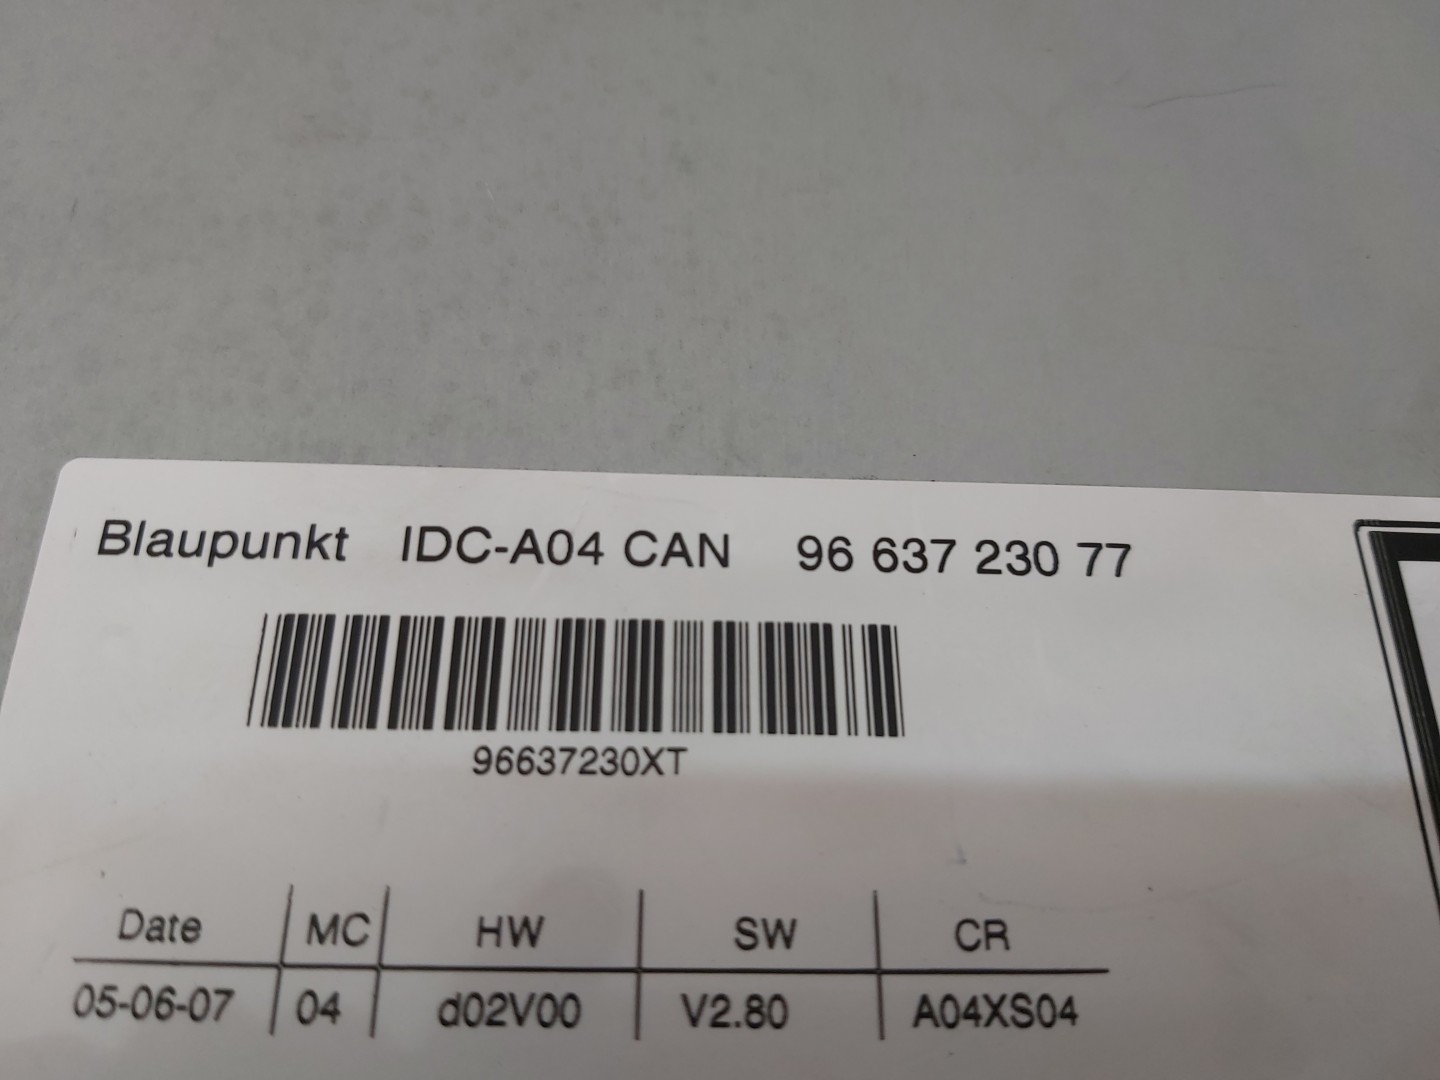 Blaupunkt IDC-A04 CAN 96 637 230 77
96637230XT
Date MC HW SW CR
05-06-07 04 d02V00 V2.80 A04XS04